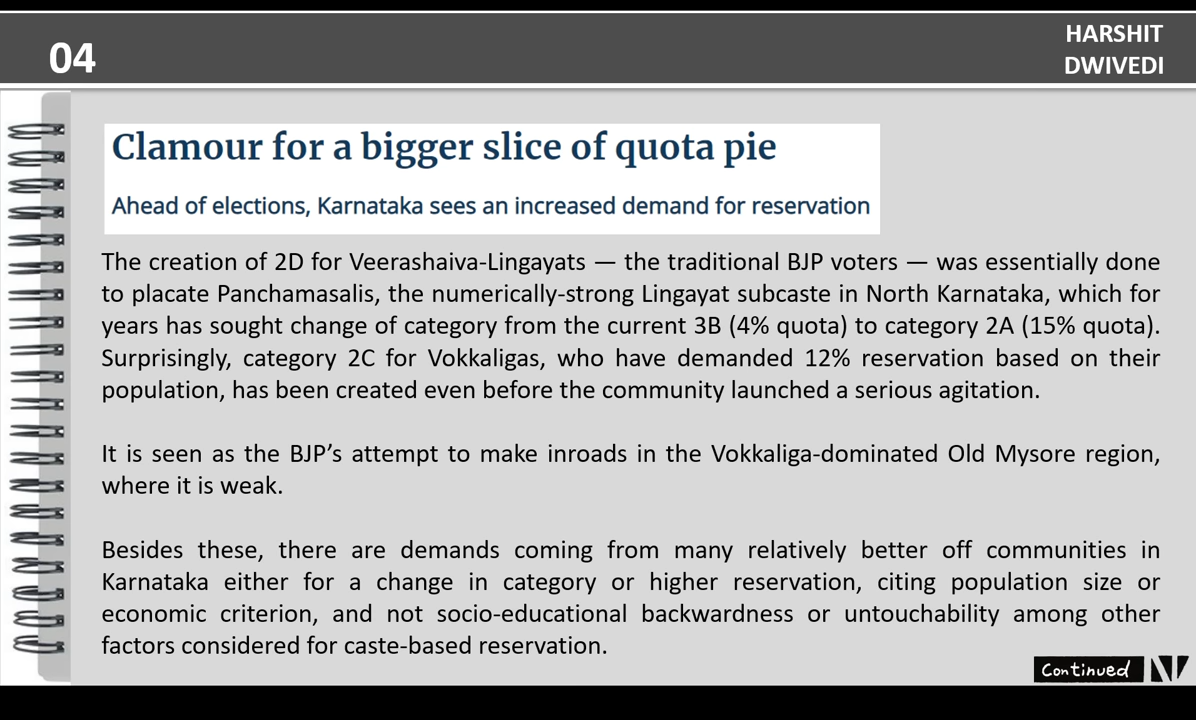 04
HARSHIT
DWIVEDI
Clamour for a bigger slice of quota pie
Ahead of elections, Karnataka sees an increased demand for reservation
The creation of 2D for Veerashaiva-Lingayats — the traditional BJP voters — was essentially done
to placate Panchamasalis, the numerically-strong Lingayat subcaste in North Karnataka, which for
years has sought change of category from the current 3B (4% quota) to category 2A (15% quota).
Surprisingly, category 2C for Vokkaligas, who have demanded 12% reservation based on their
population, has been created even before the community launched a serious agitation.
It is seen as the BJP’s attempt to make inroads in the Vokkaliga-dominated Old Mysore region,
where it is weak.
Besides these, there are demands coming from many relatively better off communities in
Karnataka either for a change in category or higher reservation, citing population size or
economic criterion, and not socio-educational backwardness or untouchability among other
factors considered for caste-based reservation.
Continued